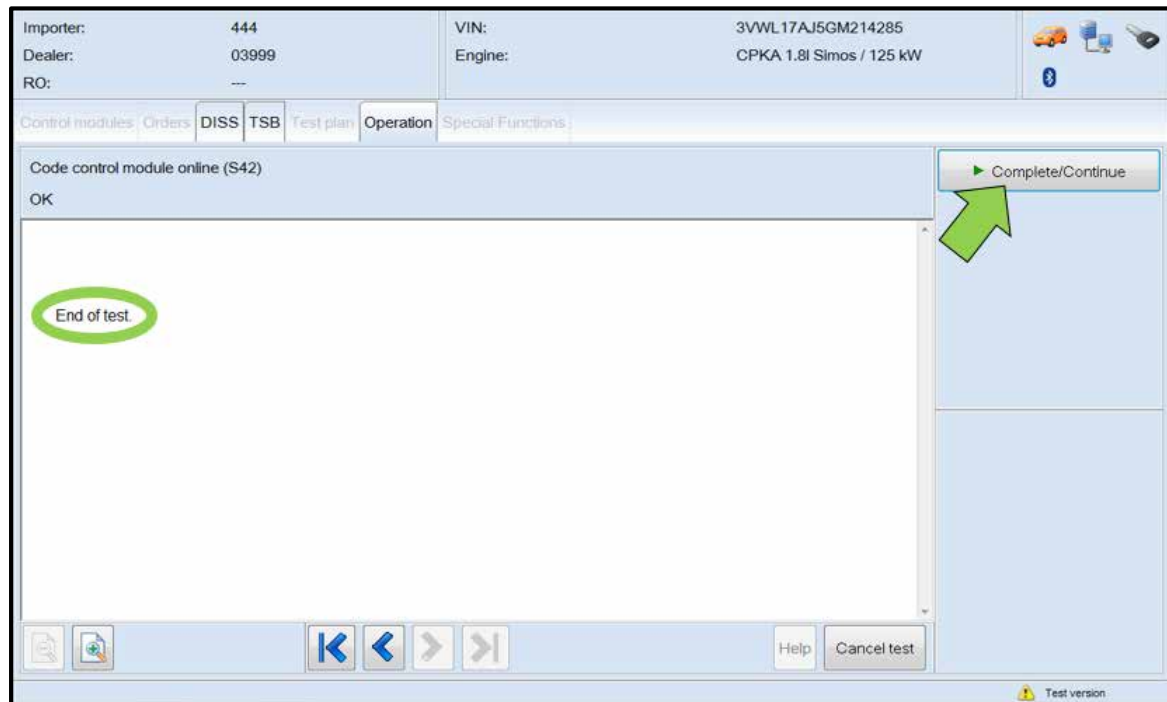 Importer: 444 VIN: 3VWL17AJ5GM214285
Dealer: 03999 Engine: CPKA 1.8l Simos / 125 kW
RO: ---
Control modules Orders DISS TSB Test plan Operation Special Functions
Code control module online (S42)
OK
Complete/Continue
End of test.
Help Cancel test
Test version